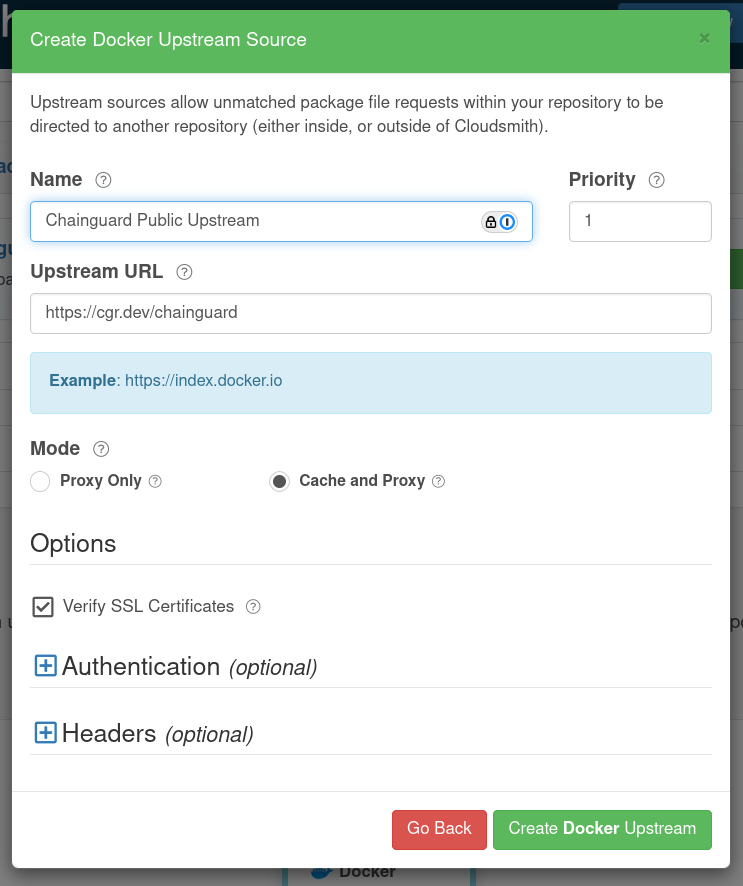 Create Docker Upstream Source ×
Upstream sources allow unmatched package file requests within your repository to be
directed to another repository (either inside, or outside of Cloudsmith).
Name ? Priority ?
Chainguard Public Upstream 1
Upstream URL ?
https://cgr.dev/chainguard
Example: https://index.docker.io
Mode ?
Proxy Only ? Cache and Proxy ?
Options
Verify SSL Certificates ?
Authentication (optional)
Headers (optional)
Go Back Create Docker Upstream
Docker